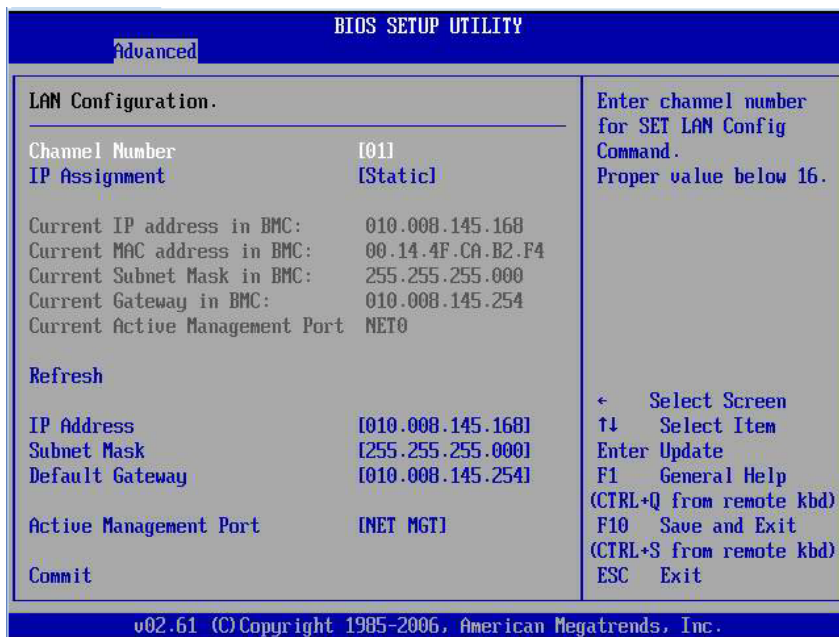 BIOS SETUP UTILITY
Advanced
LAN Configuration.
Channel Number [01]
IP Assignment [Static]
Current IP address in BMC: 010.008.145.168
Current MAC address in BMC: 00.14.4F.CA.B2.F4
Current Subnet Mask in BMC: 255.255.255.000
Current Gateway in BMC: 010.008.145.254
Current Active Management Port NET0
Refresh
IP Address [010.008.145.168]
Subnet Mask [255.255.255.000]
Default Gateway [010.008.145.254]
Active Management Port [NET MGT]
Commit
Enter channel number
for SET LAN Config
Command.
Proper value below 16.
← Select Screen
↑↓ Select Item
Enter Update
F1 General Help
(CTRL+Q from remote kbd)
F10 Save and Exit
(CTRL+S from remote kbd)
ESC Exit
v02.61 (C)Copyright 1985-2006, American Megatrends, Inc.